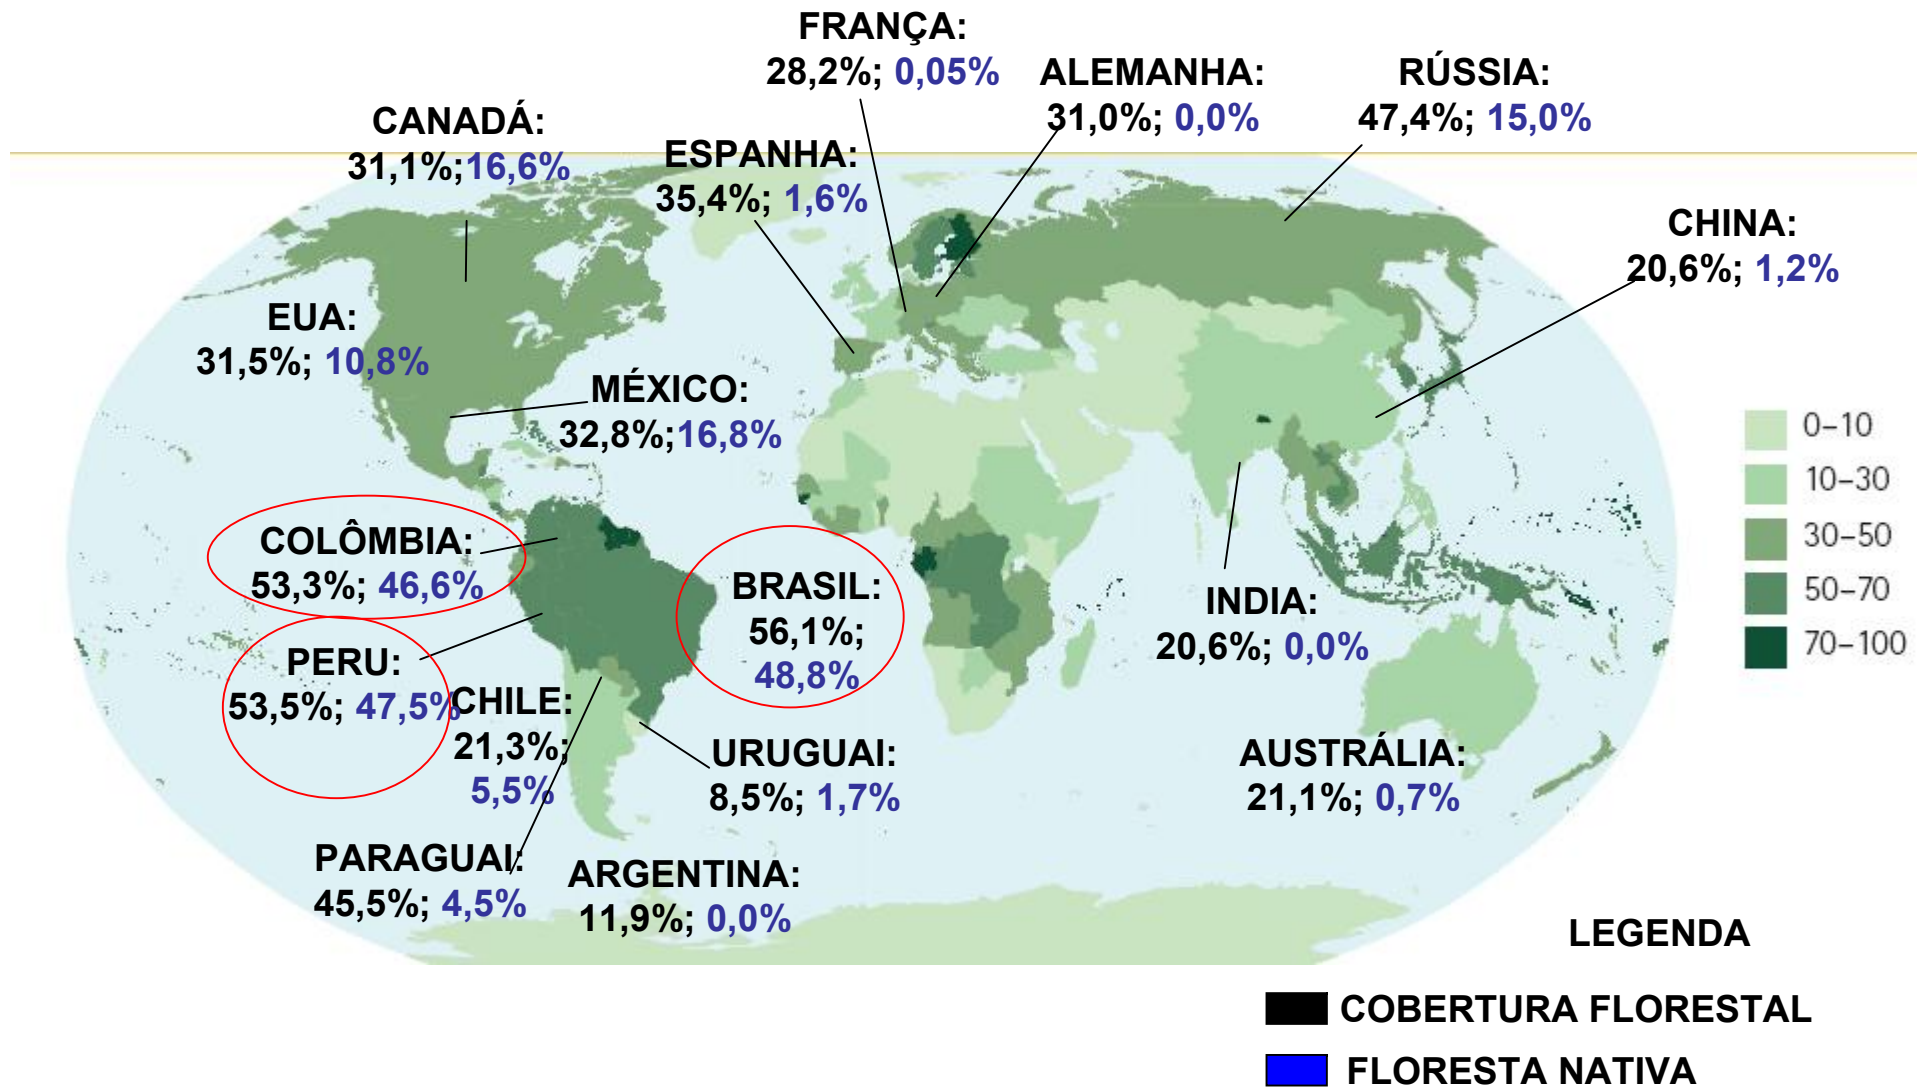 FRANÇA:
28,2%; 0,05%
ALEMANHA:
31,0%; 0,0%
RÚSSIA:
47,4%; 15,0%
CANADÁ:
31,1%;16,6%
ESPANHA:
35,4%; 1,6%
CHINA:
20,6%; 1,2%
EUA:
31,5%; 10,8%
MÉXICO:
32,8%;16,8%
0–10
10–30
30–50
50–70
70–100
COLÔMBIA:
53,3%; 46,6%
BRASIL:
56,1%;
48,8%
INDIA:
20,6%; 0,0%
PERU:
53,5%; 47,5%
CHILE:
21,3%;
5,5%
URUGUAI:
8,5%; 1,7%
AUSTRÁLIA:
21,1%; 0,7%
PARAGUAI:
45,5%; 4,5%
ARGENTINA:
11,9%; 0,0%
LEGENDA
COBERTURA FLORESTAL
FLORESTA NATIVA